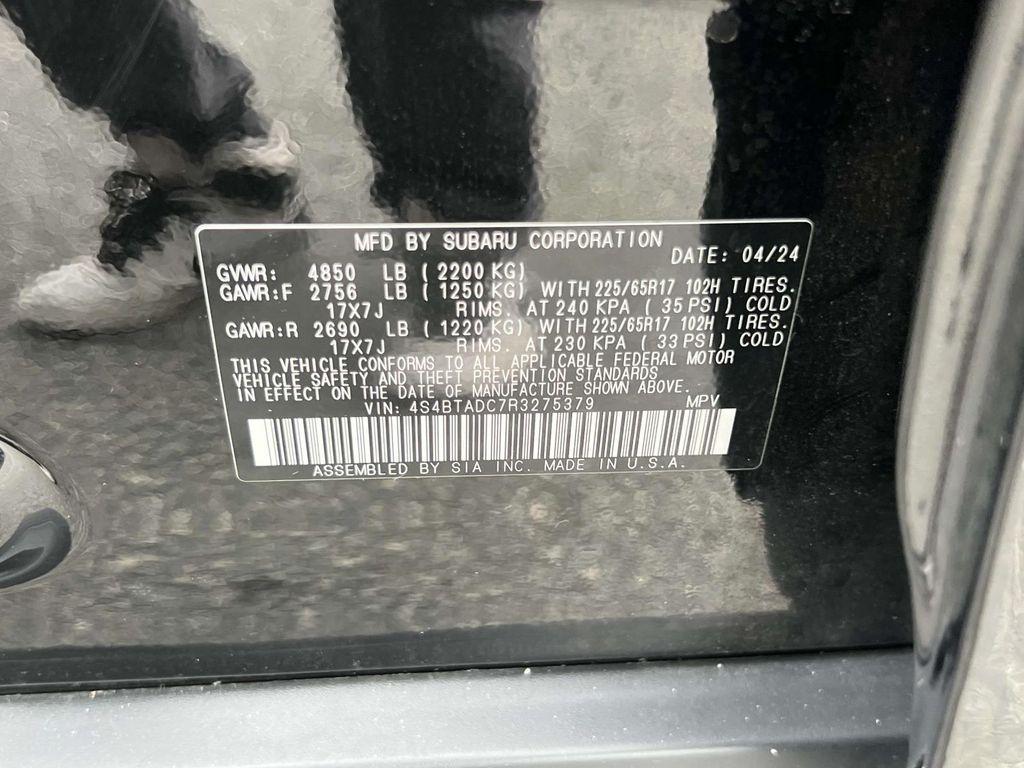 MFD BY SUBARU CORPORATION DATE: 04/24
GVWR: 4850 LB ( 2200 KG)
GAWR:F 2756 LB ( 1250 KG) WITH 225/65R17 102H TIRES.
17X7J RIMS. AT 240 KPA ( 35 PSI) COLD
GAWR:R 2690 LB ( 1220 KG) WITH 225/65R17 102H TIRES.
17X7J RIMS. AT 230 KPA ( 33 PSI) COLD
THIS VEHICLE CONFORMS TO ALL APPLICABLE FEDERAL MOTOR
VEHICLE SAFETY AND THEFT PREVENTION STANDARDS
IN EFFECT ON THE DATE OF MANUFACTURE SHOWN ABOVE.
VIN: 4S4BTADC7R3275379 MPV
ASSEMBLED BY SIA INC. MADE IN U.S.A.